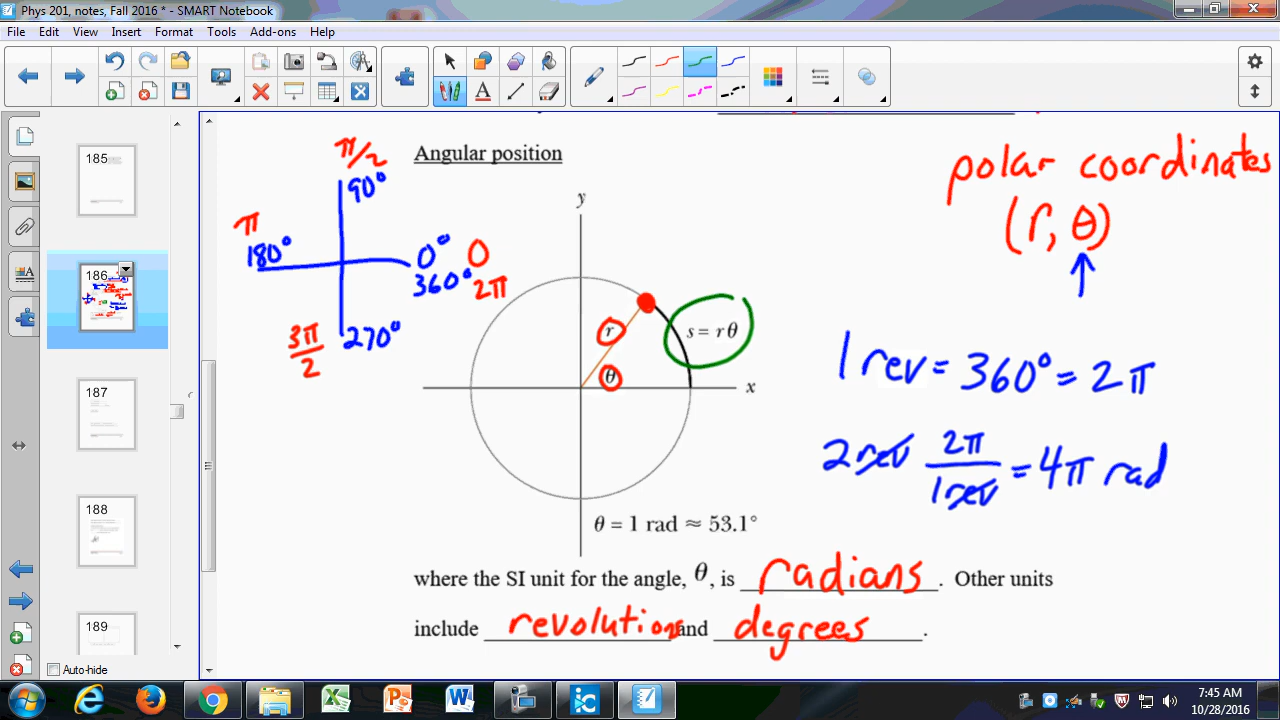 Phys 201, notes, Fall 2016 * - SMART Notebook
File Edit View Insert Format Tools Add-ons Help
185
186
187
188
189
Auto-hide
Angular position
polar coordinates
(r, θ)
π/2
90°
π
180°
0° 0
360° 2π
3π/2 270°
y
r
θ
s = rθ
x
1 rev = 360° = 2π
2 rev 2π/1 rev = 4π rad
θ = 1 rad ≈ 53.1°
where the SI unit for the angle, θ, is radians. Other units
include revolutions and degrees.
7:45 AM
10/28/2016